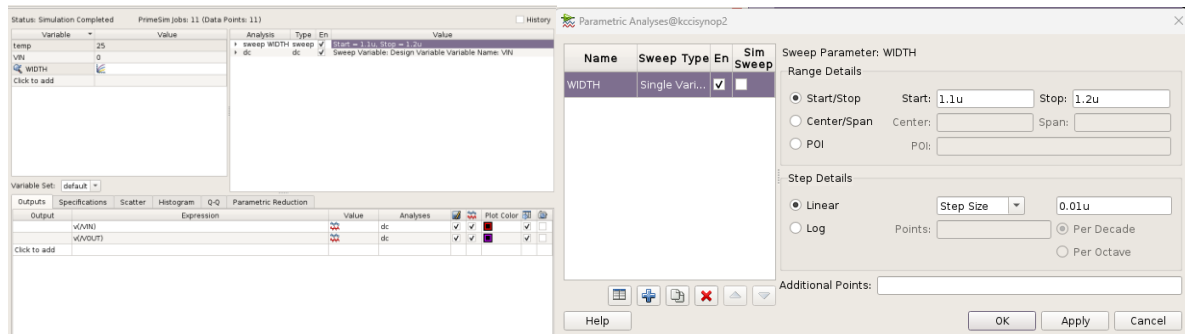 Status: Simulation Completed PrimeSim Jobs: 11 (Data Points: 11) History
Variable Value
temp 25
VIN 0
WIDTH
Click to add
Analysis Type En Value
sweep WIDTH sweep Start = 1.1u, Stop = 1.2u
dc dc Sweep Variable: Design Variable Variable Name: VIN
Variable Set: default
Outputs Specifications Scatter Histogram Q-Q Parametric Reduction
Output Expression Value Analyses Plot Color
v(/VIN) dc
v(/VOUT) dc
Click to add
Parametric Analyses@kccisynop2
Name Sweep Type En Sim Sweep
WIDTH Single Vari...
Sweep Parameter: WIDTH
Range Details
Start/Stop Start: 1.1u Stop: 1.2u
Center/Span Center: Span:
POI POI:
Step Details
Linear Step Size 0.01u
Log Points: Per Decade
Per Octave
Additional Points:
Help OK Apply Cancel